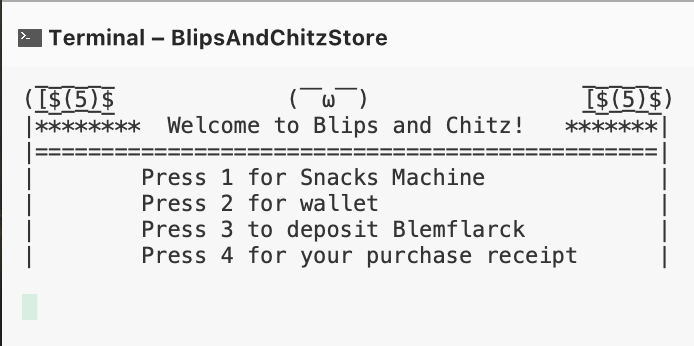 Terminal – BlipsAndChitzStore
([̲̅$̲̅(̲̅5̲̅)̲̅$̲̅ (¯ω¯) [̲̅$̲̅(̲̅5̲̅)̲̅$̲̅)
|******** Welcome to Blips and Chitz! *******|
|===============================================|
| Press 1 for Snacks Machine |
| Press 2 for wallet |
| Press 3 to deposit Blemflarck |
| Press 4 for your purchase receipt |